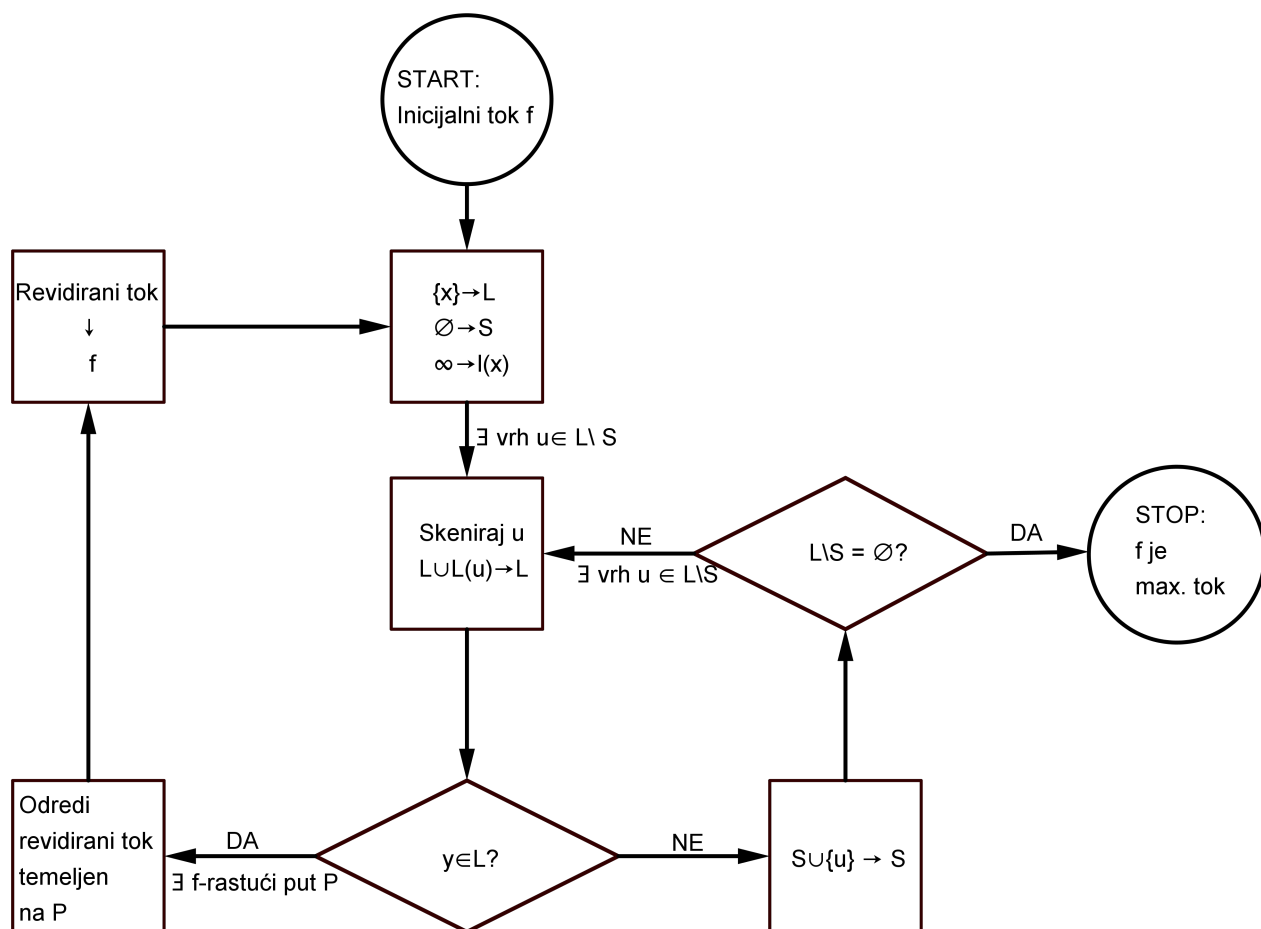 START:
Inicijalni tok f
Revidirani tok
↓
f
{x}→L
∅→S
∞→l(x)
∃ vrh u∈ L\ S
Skeniraj u
L∪L(u)→L
NE
∃ vrh u ∈ L\S
L\S = ∅?
DA
STOP:
f je
max. tok
Odredi
revidirani tok
temeljen
na P
DA
∃ f-rastući put P
y∈L?
NE
S∪{u} → S